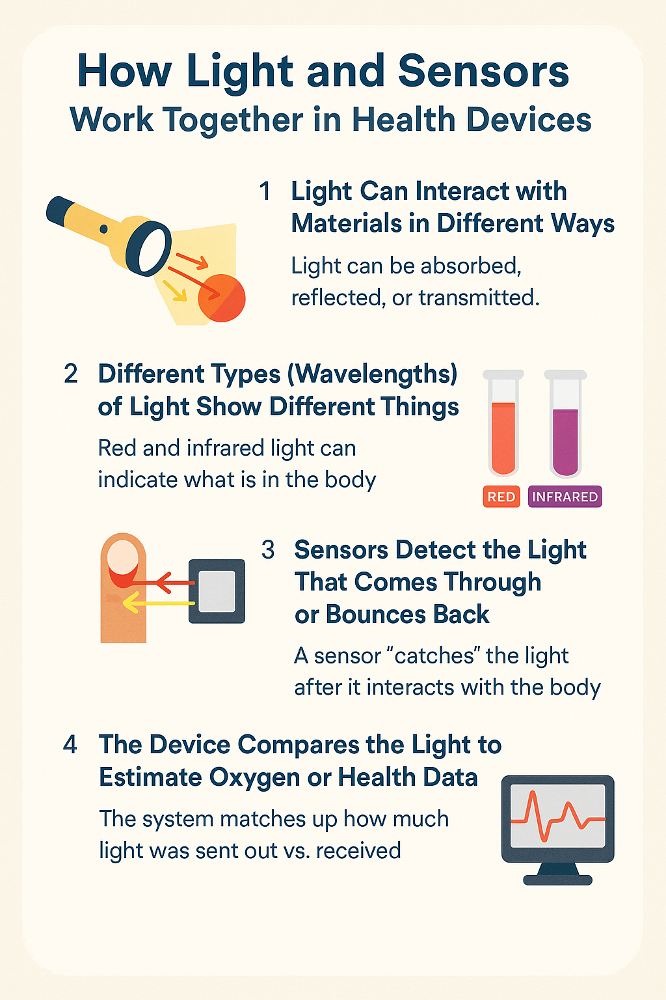 How Light and Sensors
Work Together in Health Devices
1 Light Can Interact with
Materials in Different Ways
Light can be absorbed,
reflected, or transmitted.
2 Different Types (Wavelengths)
of Light Show Different Things
Red and infrared light can
indicate what is in the body
RED INFRARED
3 Sensors Detect the Light
That Comes Through
or Bounces Back
A sensor “catches” the light
after it interacts with the body
4 The Device Compares the Light to
Estimate Oxygen or Health Data
The system matches up how much
light was sent out vs. received